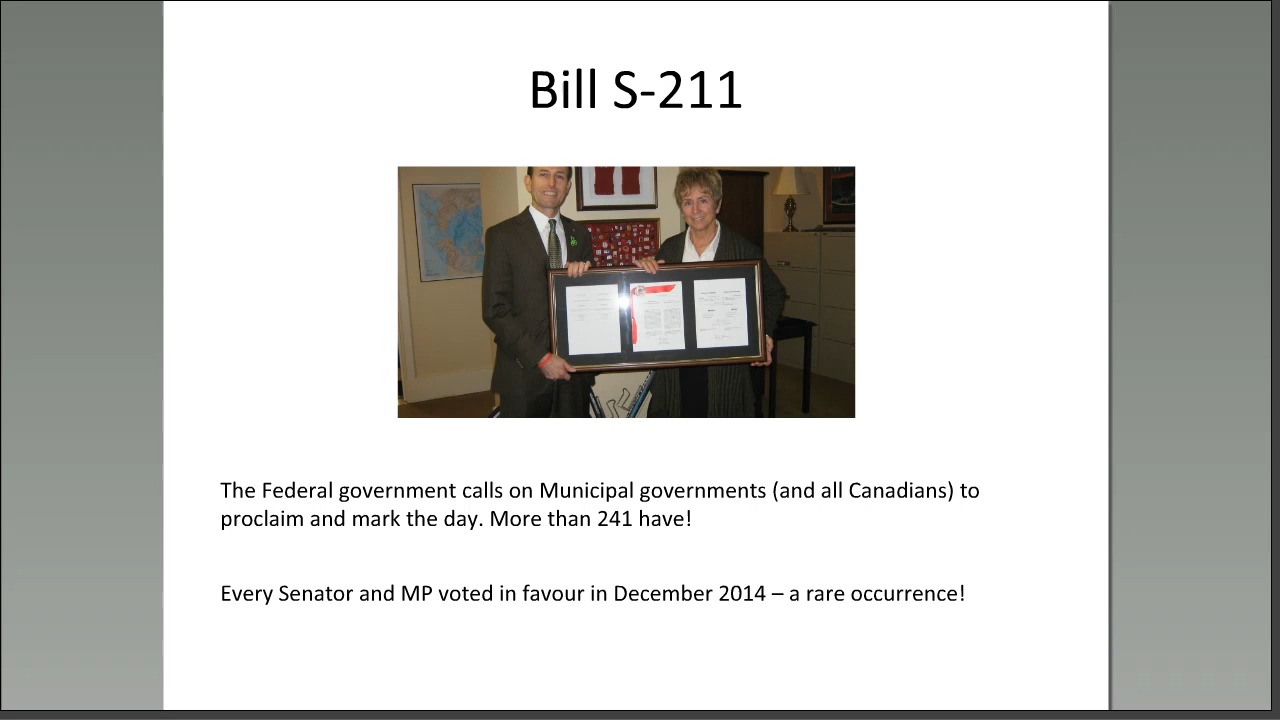 Bill S-211
The Federal government calls on Municipal governments (and all Canadians) to
proclaim and mark the day. More than 241 have!
Every Senator and MP voted in favour in December 2014 – a rare occurrence!